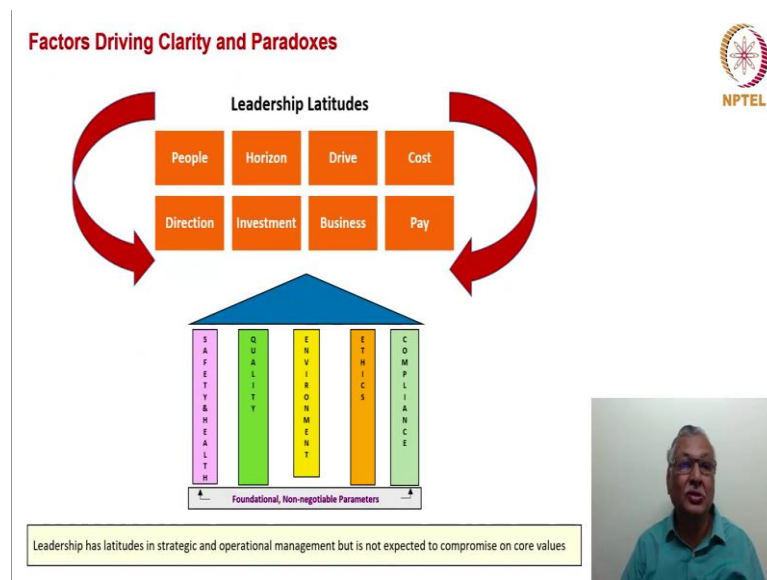 Factors Driving Clarity and Paradoxes
NPTEL
Leadership Latitudes
People
Horizon
Drive
Cost
Direction
Investment
Business
Pay
SAFETY&HEALTH
QUALITY
ENVIRONMENT
ETHICS
COMPLIANCE
Foundational, Non-negotiable Parameters
Leadership has latitudes in strategic and operational management but is not expected to compromise on core values